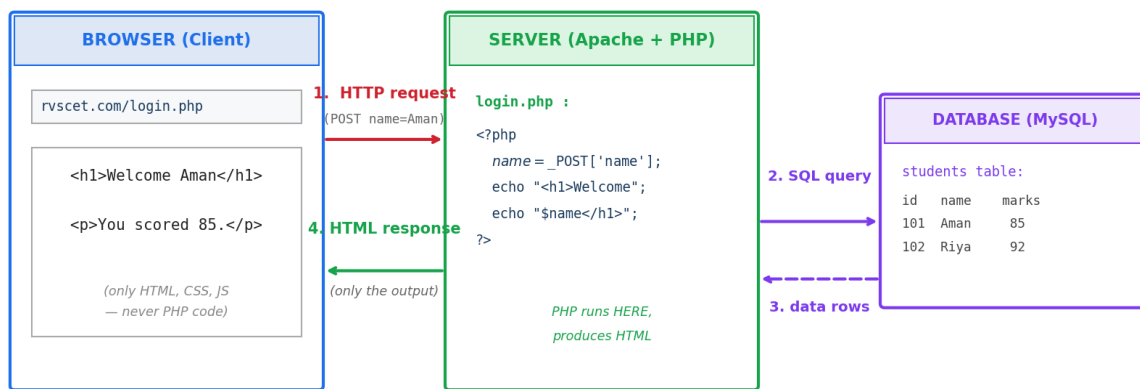 BROWSER (Client)
rvscet.com/login.php
<h1>Welcome Aman</h1>
<p>You scored 85.</p>
(only HTML, CSS, JS
— never PHP code)
1. HTTP request
(POST name=Aman)
4. HTML response
(only the output)
SERVER (Apache + PHP)
login.php :
<?php
name=_POST['name'];
echo "<h1>Welcome";
echo "$name</h1>";
?>
PHP runs HERE,
produces HTML
2. SQL query
3. data rows
DATABASE (MySQL)
students table:
id name marks
101 Aman 85
102 Riya 92